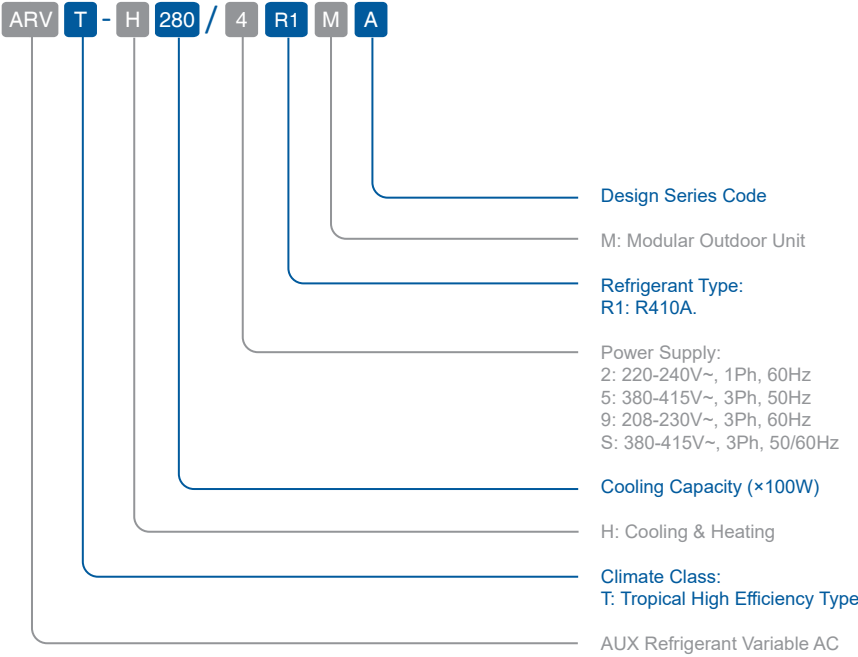 ARV T - H 280 / 4 R1 M A
Design Series Code
M: Modular Outdoor Unit
Refrigerant Type:
R1: R410A.
Power Supply:
2: 220-240V~, 1Ph, 60Hz
5: 380-415V~, 3Ph, 50Hz
9: 208-230V~, 3Ph, 60Hz
S: 380-415V~, 3Ph, 50/60Hz
Cooling Capacity (×100W)
H: Cooling & Heating
Climate Class:
T: Tropical High Efficiency Type
AUX Refrigerant Variable AC